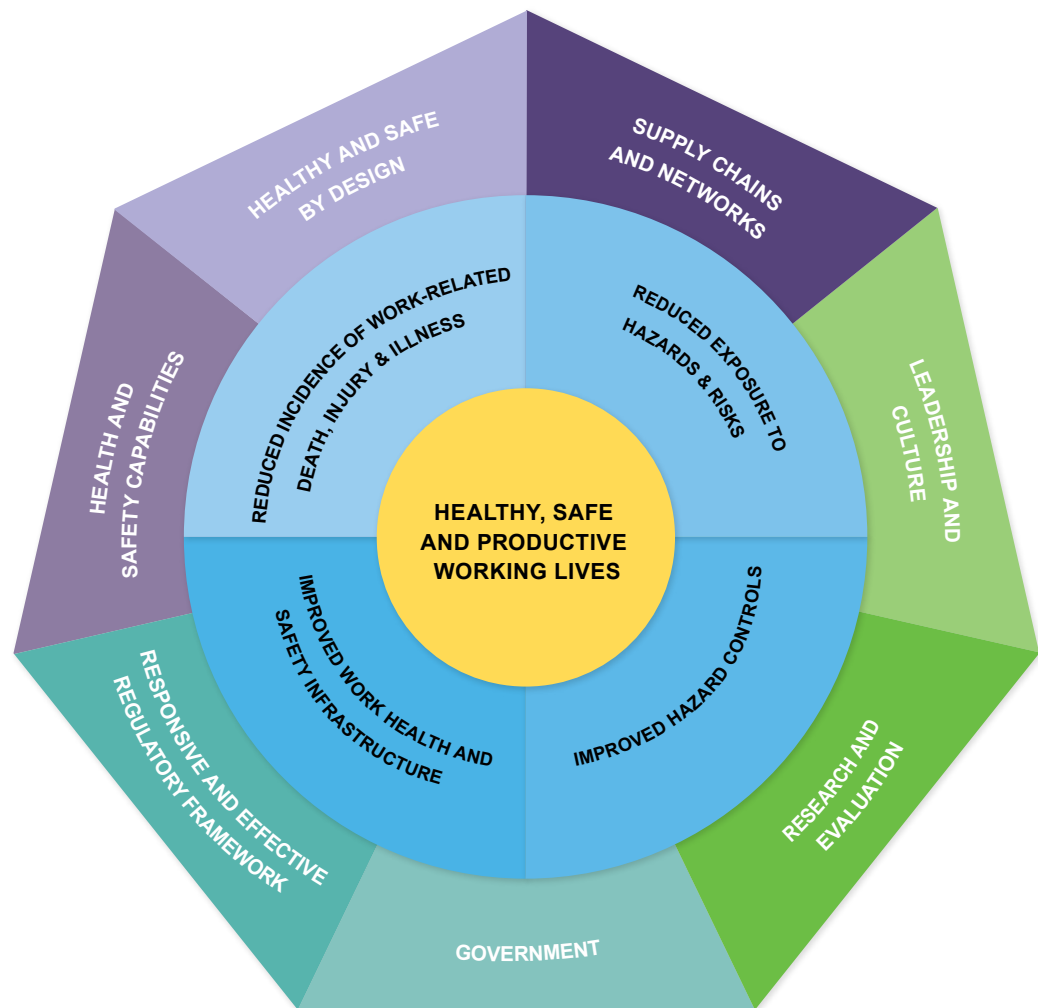 HEALTHY AND SAFE
BY DESIGN
SUPPLY CHAINS
AND NETWORKS
LEADERSHIP AND
CULTURE
RESEARCH AND
EVALUATION
GOVERNMENT
RESPONSIVE AND EFFECTIVE
REGULATORY FRAMEWORK
HEALTH AND
SAFETY CAPABILITIES
REDUCED INCIDENCE OF WORK-RELATED
DEATH, INJURY & ILLNESS
REDUCED EXPOSURE TO
HAZARDS & RISKS
IMPROVED HAZARD CONTROLS
IMPROVED WORK HEALTH AND
SAFETY INFRASTRUCTURE
HEALTHY, SAFE
AND PRODUCTIVE
WORKING LIVES